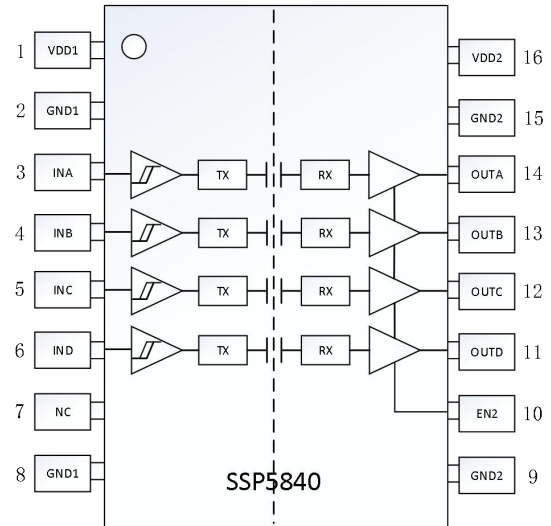 1 VDD1 VDD2 16
2 GND1 GND2 15
3 INA TX RX OUTA 14
4 INB TX RX OUTB 13
5 INC TX RX OUTC 12
6 IND TX RX OUTD 11
7 NC EN2 10
8 GND1 SSP5840 GND2 9